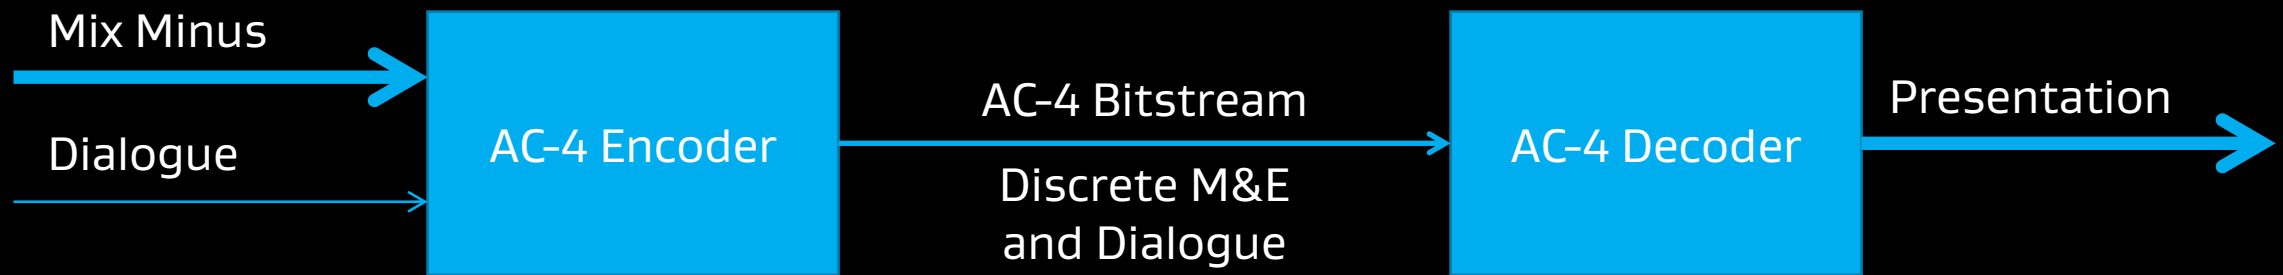 Mix Minus
Dialogue
AC-4 Encoder
AC-4 Bitstream
Discrete M&E
and Dialogue
AC-4 Decoder
Presentation